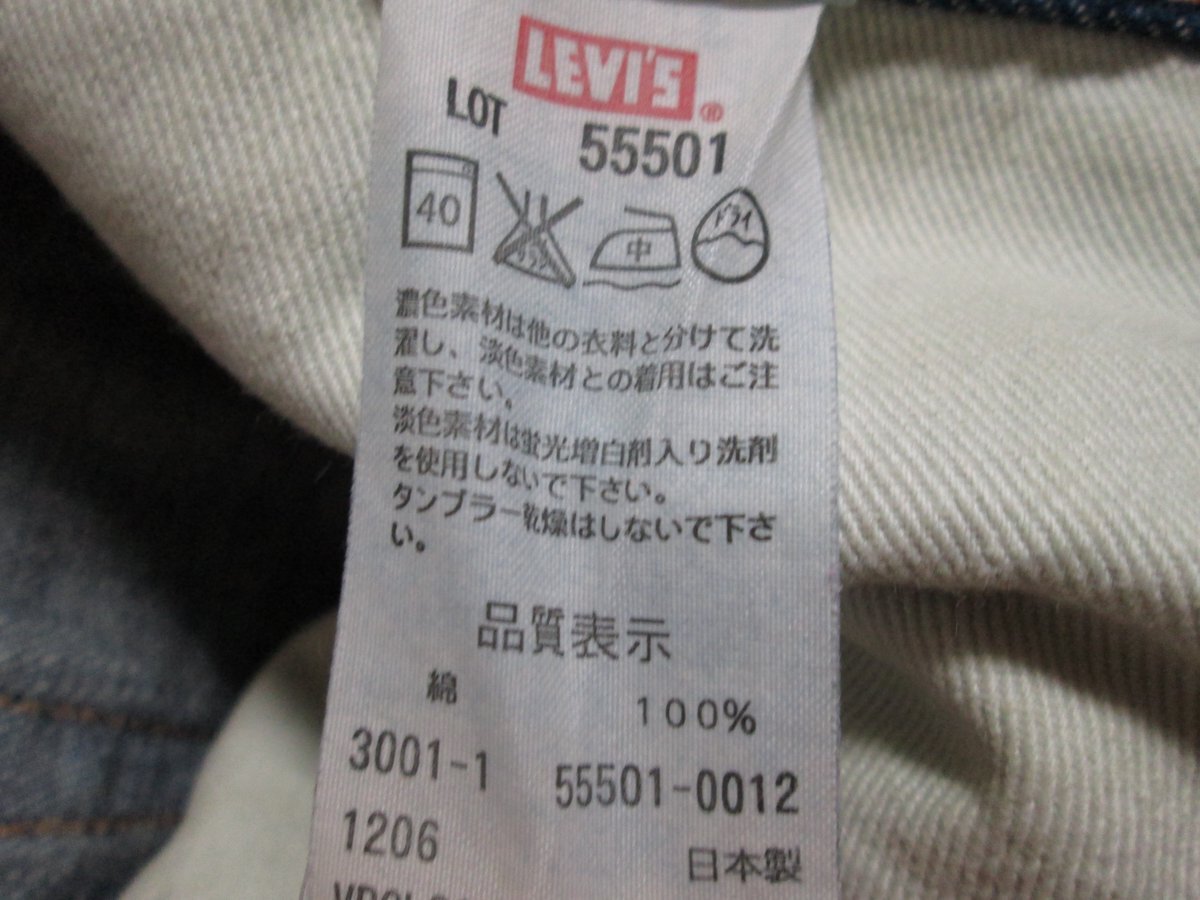 LEVI'S ®
LOT 55501
40 中 ドライ
濃色素材は他の衣料と分けて洗
濯し、淡色素材との着用はご注
意下さい。
淡色素材は蛍光増白剤入り洗剤
を使用しないで下さい。
タンブラー乾燥はしないで下さ
い。
品質表示
綿 100%
3001-1 55501-0012
1206 日本製